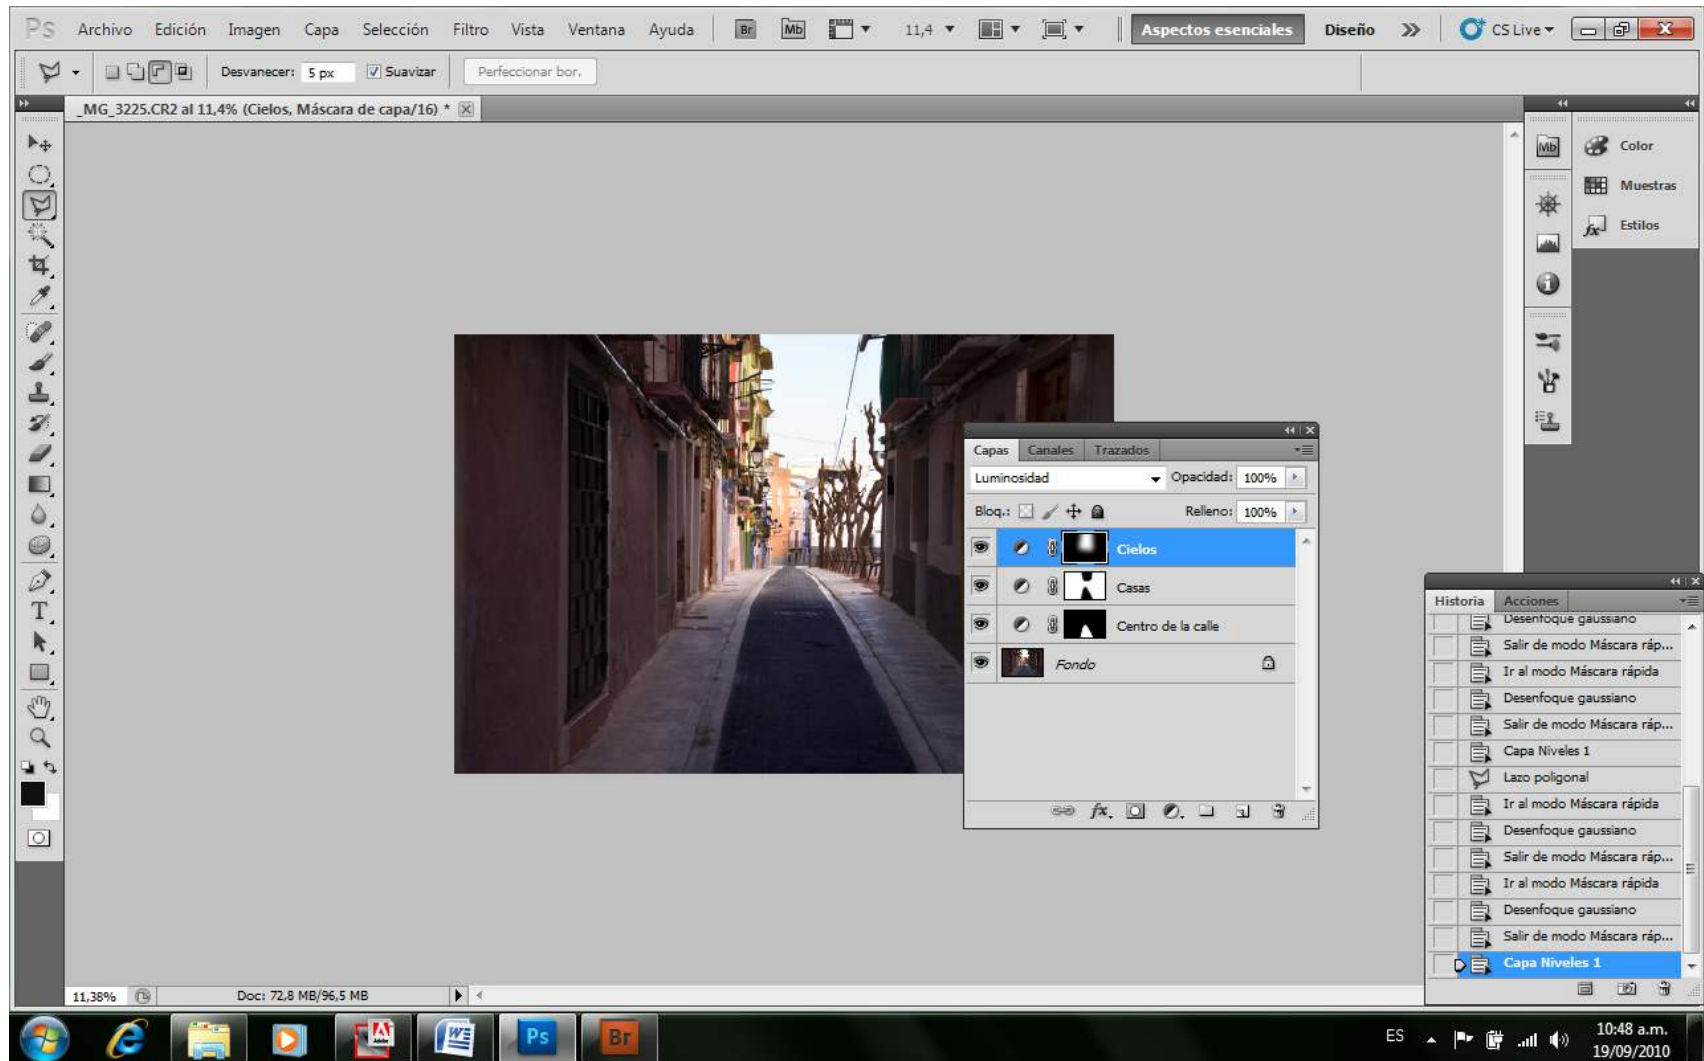 Ps Archivo Edición Imagen Capa Selección Filtro Vista Ventana Ayuda Br Mb 11,4 Aspectos esenciales Diseño CS Live
Desvanecer: 5 px Suavizar Perfeccionar bor.
_MG_3225.CR2 al 11,4% (Cielos, Máscara de capa/16) *
Mb Color
Muestras
Estilos
Capas Canales Trazados
Luminosidad Opacidad: 100%
Bloq.: Relleno: 100%
Cielos
Casas
Centro de la calle
Fondo
fx.
Historia Acciones
Desenfoque gaussiano
Salir de modo Máscara ráp...
Ir al modo Máscara rápida
Desenfoque gaussiano
Salir de modo Máscara ráp...
Capa Niveles 1
Lazo poligonal
Ir al modo Máscara rápida
Desenfoque gaussiano
Salir de modo Máscara ráp...
Ir al modo Máscara rápida
Desenfoque gaussiano
Salir de modo Máscara ráp...
Capa Niveles 1
11,38% Doc: 72,8 MB/96,5 MB
Adobe W Ps Br ES 10:48 a.m.
19/09/2010